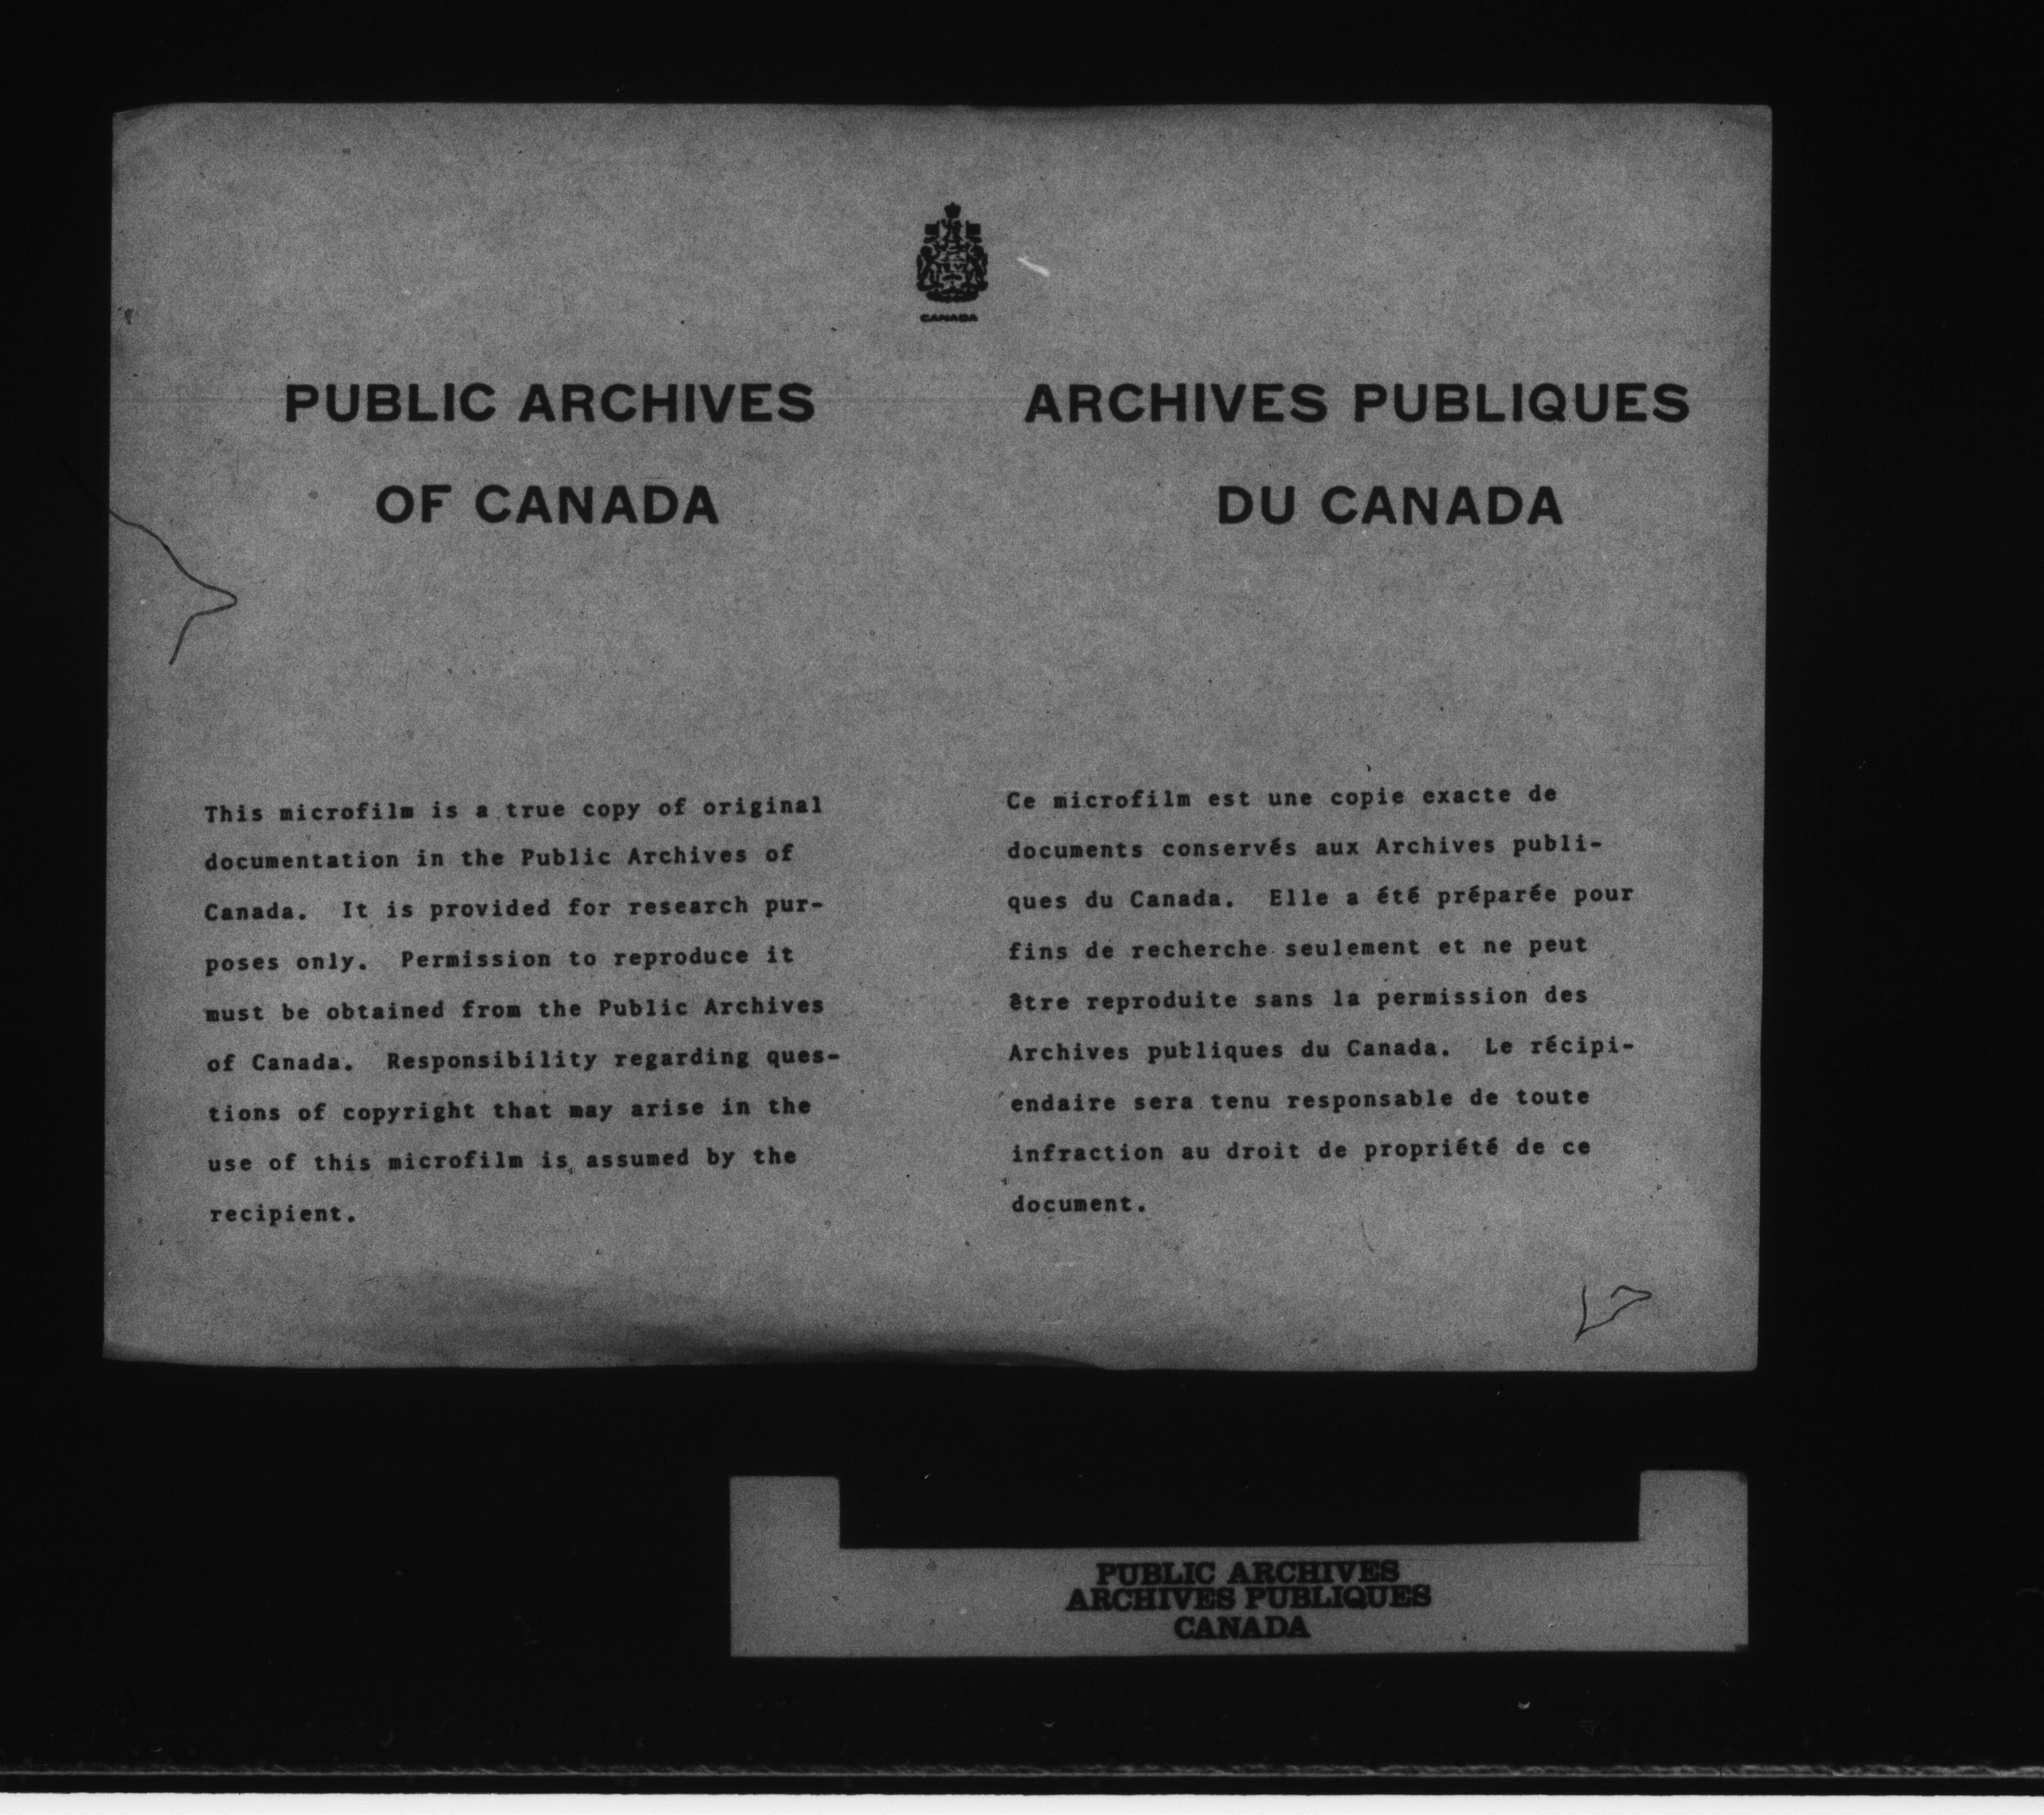 CANADA
PUBLIC ARCHIVES
OF CANADA
This microfilm is a true copy of original
documentation in the Public Archives of
Canada. It is provided for research pur-
poses only. Permission to reproduce it
must be obtained from the Public Archives
of Canada. Responsibility regarding ques-
tions of copyright that may arise in the
use of this microfilm is assumed by the
recipient.
ARCHIVES PUBLIQUES
DU CANADA
Ce microfilm est une copie exacte de
documents conservés aux Archives publi-
ques du Canada. Elle a été préparée pour
fins de recherche seulement et ne peut
être reproduite sans la permission des
Archives publiques du Canada. Le récipi-
endaire sera tenu responsable de toute
infraction au droit de propriété de ce
document.
PUBLIC ARCHIVES
ARCHIVES PUBLIQUES
CANADA